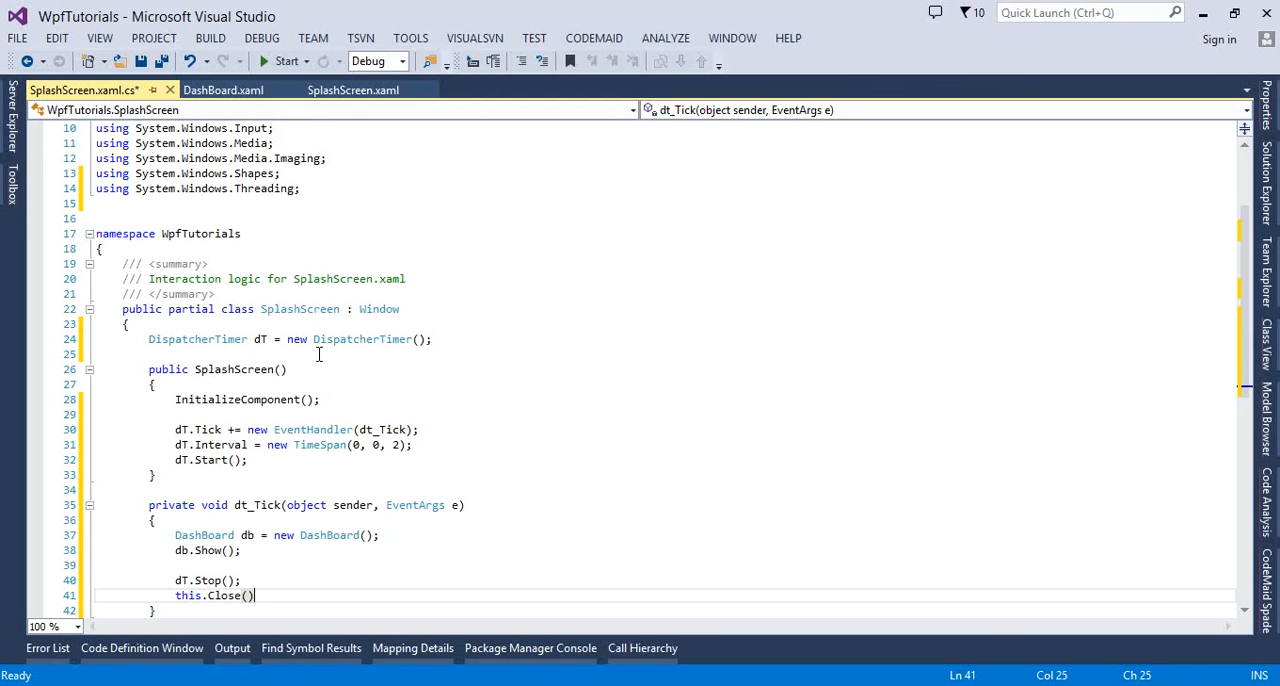 WpfTutorials - Microsoft Visual Studio
10
Quick Launch (Ctrl+Q)
FILE EDIT VIEW PROJECT BUILD DEBUG TEAM TSVN TOOLS VISUALSVN TEST CODEMAID ANALYZE WINDOW HELP
Sign in
Start Debug
SplashScreen.xaml.cs* DashBoard.xaml SplashScreen.xaml
WpfTutorials.SplashScreen dt_Tick(object sender, EventArgs e)
10 using System.Windows.Input;
11 using System.Windows.Media;
12 using System.Windows.Media.Imaging;
13 using System.Windows.Shapes;
14 using System.Windows.Threading;
15
16
17 namespace WpfTutorials
18 {
19 /// <summary>
20 /// Interaction logic for SplashScreen.xaml
21 /// </summary>
22 public partial class SplashScreen : Window
23 {
24 DispatcherTimer dT = new DispatcherTimer();
25
26 public SplashScreen()
27 {
28 InitializeComponent();
29
30 dT.Tick += new EventHandler(dt_Tick);
31 dT.Interval = new TimeSpan(0, 0, 2);
32 dT.Start();
33 }
34
35 private void dt_Tick(object sender, EventArgs e)
36 {
37 DashBoard db = new DashBoard();
38 db.Show();
39
40 dT.Stop();
41 this.Close()
42 }
100 %
Server Explorer
Toolbox
Properties
Solution Explorer
Team Explorer
Class View
Model Browser
Code Analysis
CodeMaid Spade
Error List Code Definition Window Output Find Symbol Results Mapping Details Package Manager Console Call Hierarchy
Ready Ln 41 Col 25 Ch 25 INS